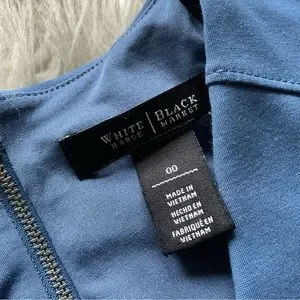 WHITE | BLACK
HOUSE | MARKET
00
MADE IN
VIETNAM
HECHO EN
VIETNAM
FABRIQUÉ EN
VIETNAM